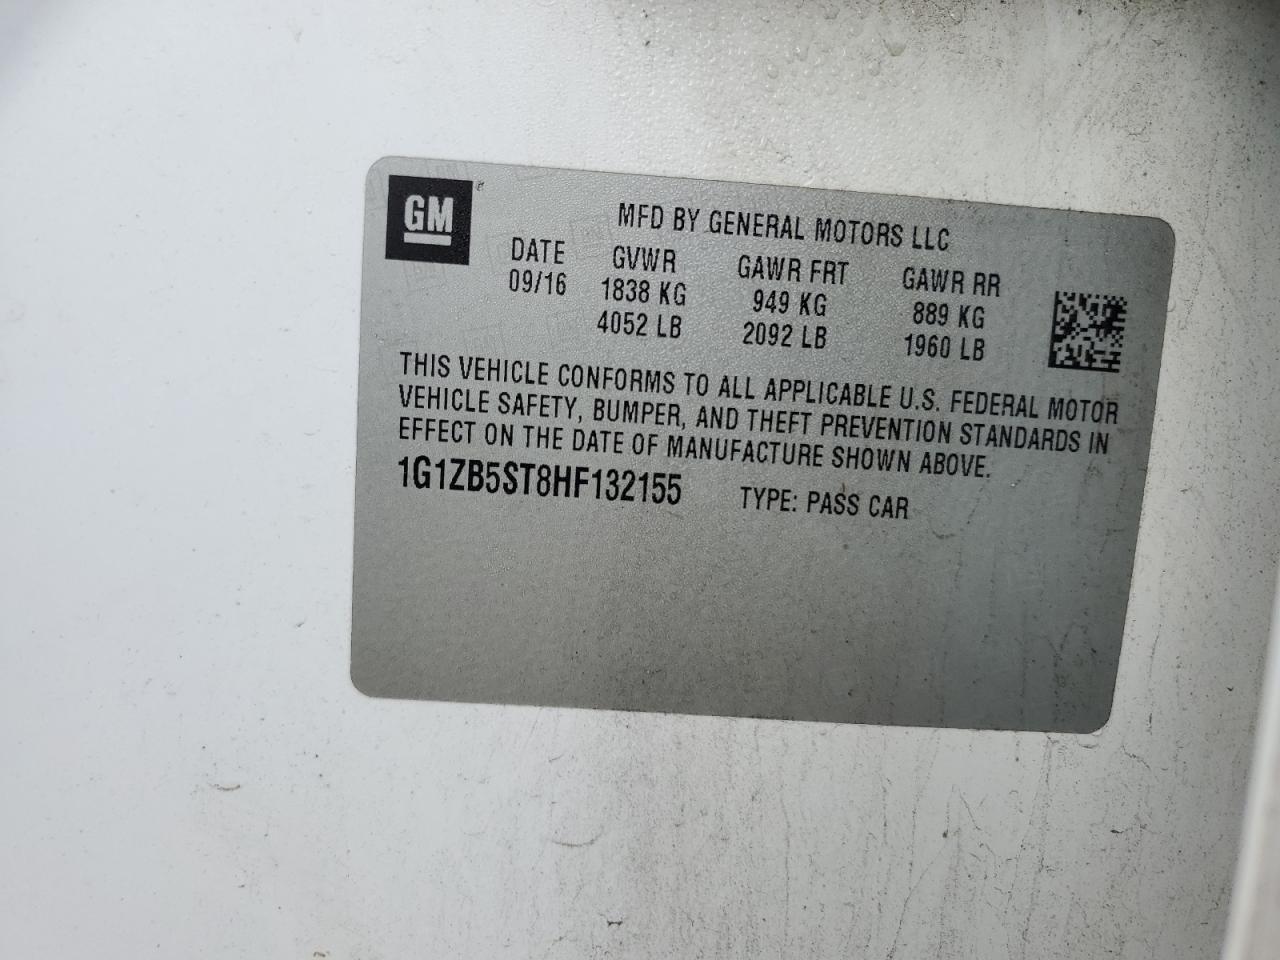 GM
MFD BY GENERAL MOTORS LLC
DATE GVWR GAWR FRT GAWR RR
09/16 1838 KG 949 KG 889 KG
4052 LB 2092 LB 1960 LB
THIS VEHICLE CONFORMS TO ALL APPLICABLE U.S. FEDERAL MOTOR
VEHICLE SAFETY, BUMPER, AND THEFT PREVENTION STANDARDS IN
EFFECT ON THE DATE OF MANUFACTURE SHOWN ABOVE.
1G1ZB5ST8HF132155 TYPE: PASS CAR